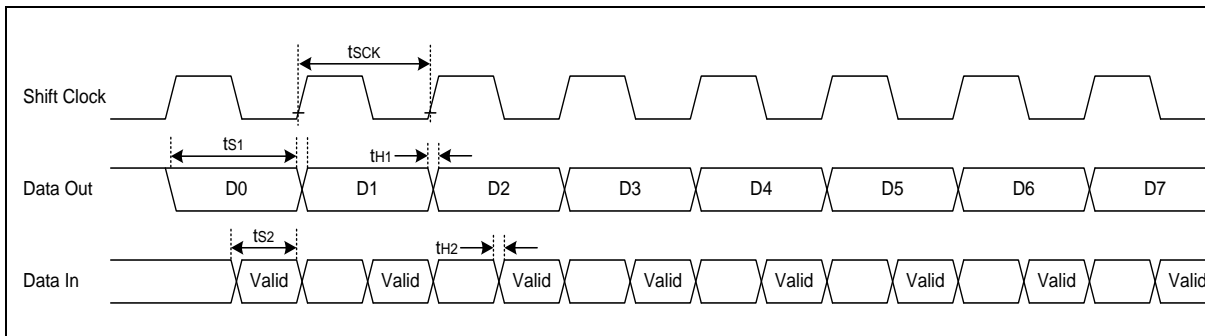 tSCK
Shift Clock
tS1
tH1
Data Out D0 D1 D2 D3 D4 D5 D6 D7
tS2
tH2
Data In Valid Valid Valid Valid Valid Valid Valid Valid